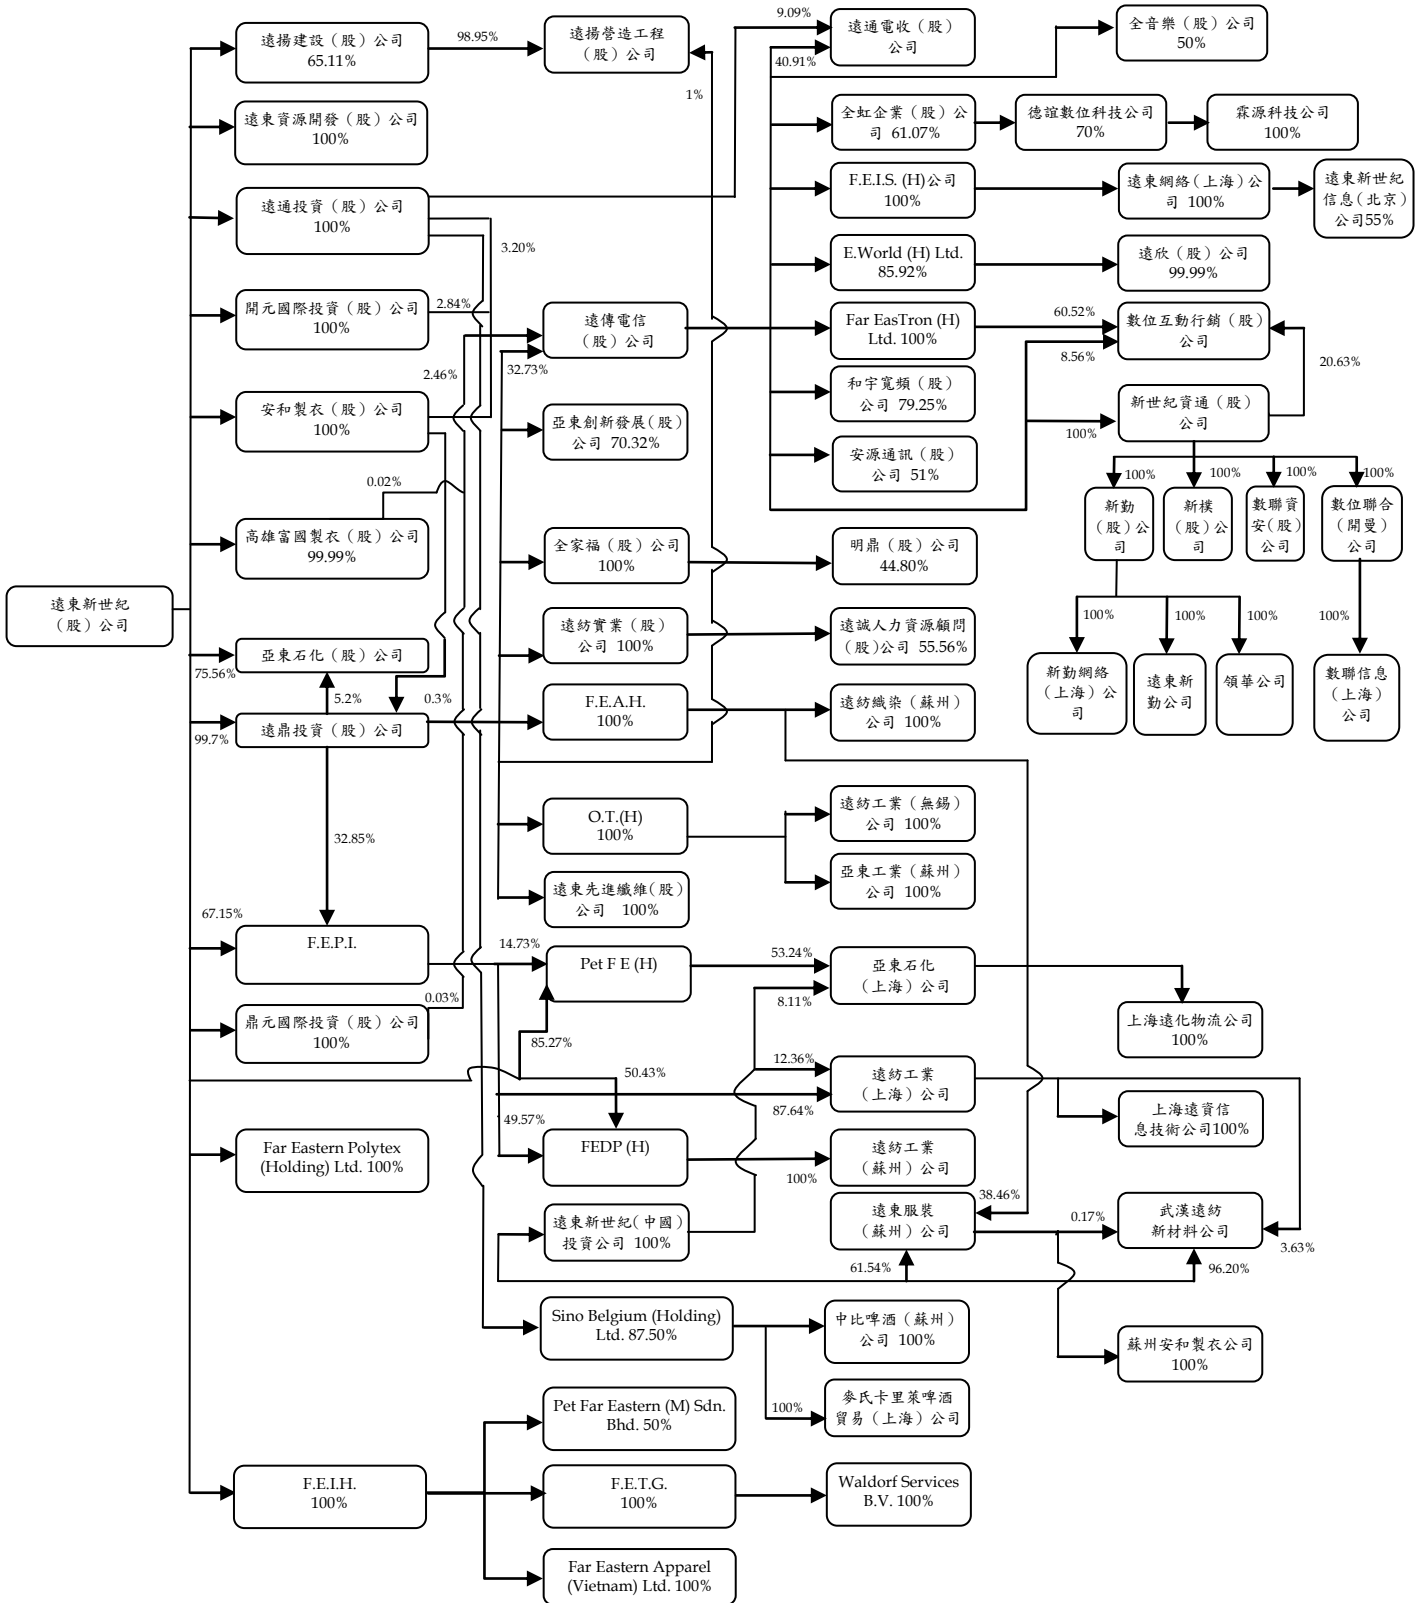 遠東新世紀
（股）公司
遠揚建設（股）公司
65.11%
98.95%
遠揚營造工程
（股）公司
1%
遠東資源開發（股）公司
100%
遠通投資（股）公司
100%
3.20%
開元國際投資（股）公司
100%
2.84%
安和製衣（股）公司
100%
2.46%
0.02%
高雄富國製衣（股）公司
99.99%
亞東石化（股）公司
75.56%
5.2%
0.3%
遠鼎投資（股）公司
99.7%
32.85%
67.15%
F.E.P.I.
0.03%
鼎元國際投資（股）公司
100%
Far Eastern Polytex
(Holding) Ltd. 100%
F.E.I.H.
100%
遠傳電信
（股）公司
32.73%
亞東創新發展(股)
公司 70.32%
全家福（股）公司
100%
遠紡實業（股）
公司 100%
F.E.A.H.
100%
O.T.(H)
100%
遠東先進纖維(股)
公司 100%
14.73%
Pet F E (H)
85.27%
50.43%
49.57%
FEDP (H)
遠東新世紀(中國)
投資公司 100%
Sino Belgium (Holding)
Ltd. 87.50%
Pet Far Eastern (M) Sdn.
Bhd. 50%
F.E.T.G.
100%
Far Eastern Apparel
(Vietnam) Ltd. 100%
9.09%
遠通電收（股）
公司
40.91%
全音樂（股）公司
50%
全虹企業（股）公
司 61.07%
德誼數位科技公司
70%
霖源科技公司
100%
F.E.I.S. (H)公司
100%
遠東網絡(上海)公
司 100%
遠東新世紀
信息(北京)
公司55%
E.World (H) Ltd.
85.92%
遠欣（股）公司
99.99%
Far EasTron (H)
Ltd. 100%
60.52%
數位互動行銷（股）
公司
8.56%
20.63%
和宇寬頻（股）
公司 79.25%
新世紀資通（股）
公司
100%
安源通訊（股）
公司 51%
100%
100%
100%
100%
新勤
（股）公
司
新樸
（股）公
司
數聯資
安(股)
公司
數位聯合
（開曼）
公司
100%
100%
100%
100%
新勤網絡
（上海）公
司
遠東新
勤公司
領華公司
數聯信息
（上海）
公司
明鼎（股）公司
44.80%
遠誠人力資源顧問
(股)公司 55.56%
遠紡織染（蘇州）
公司 100%
遠紡工業（無錫）
公司 100%
亞東工業（蘇州）
公司 100%
53.24%
亞東石化
（上海）公司
8.11%
上海遠化物流公司
100%
12.36%
遠紡工業
（上海）公司
87.64%
上海遠資信
息技術公司100%
遠紡工業
（蘇州）公司
100%
遠東服裝
（蘇州）公司
38.46%
61.54%
0.17%
武漢遠紡
新材料公司
3.63%
96.20%
中比啤酒（蘇州）
公司 100%
蘇州安和製衣公司
100%
100%
麥氏卡里萊啤酒
貿易（上海）公司
Waldorf Services
B.V. 100%